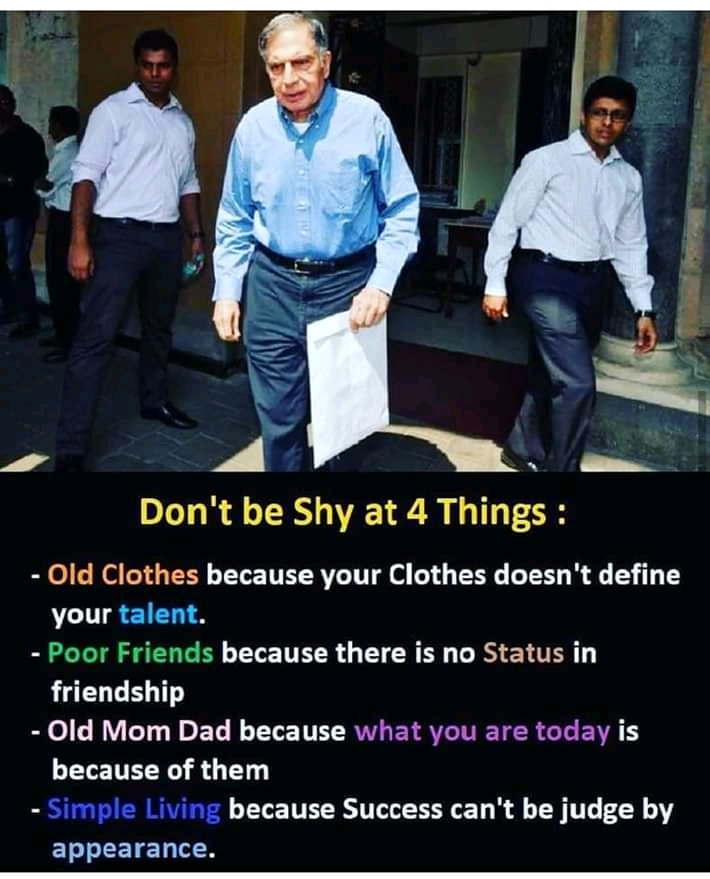 Don't be Shy at 4 Things :
- Old Clothes because your Clothes doesn't define
your talent.
- Poor Friends because there is no Status in
friendship
- Old Mom Dad because what you are today is
because of them
- Simple Living because Success can't be judge by
appearance.